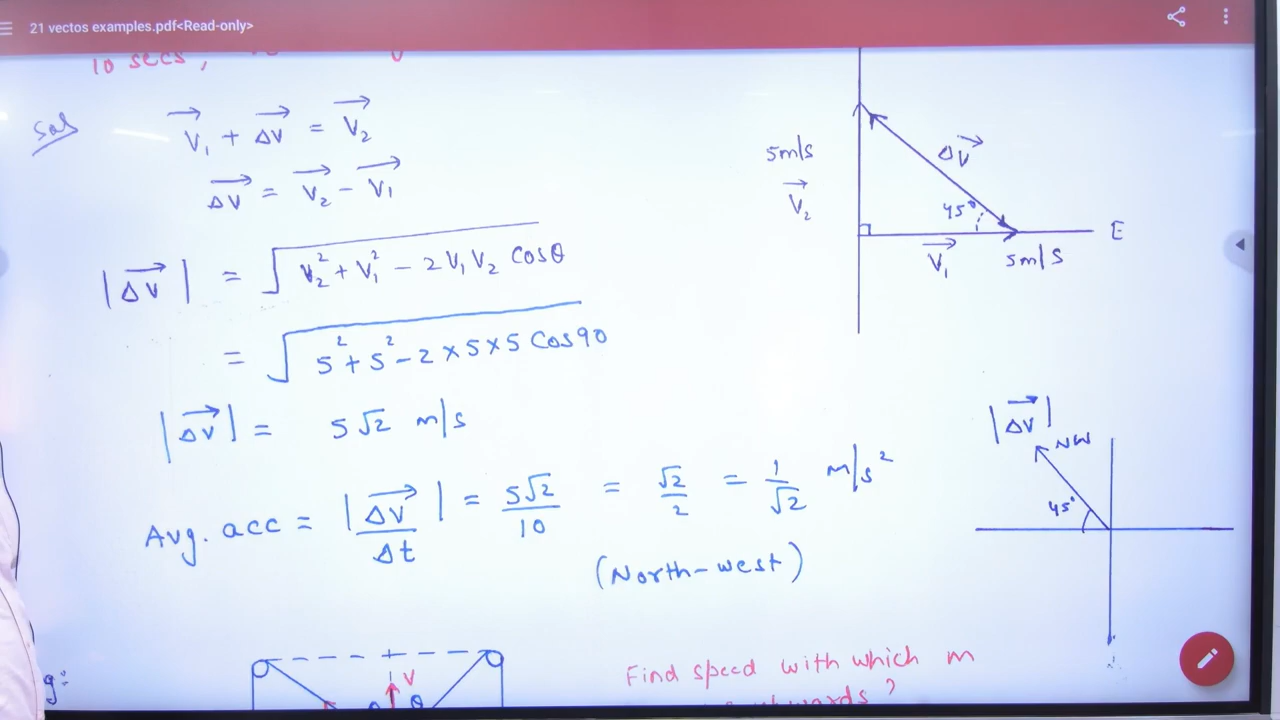 21 vectos examples.pdf<Read-only>
10 secs,
Sol
V₁ + ΔV = V₂
ΔV = V₂ - V₁
|ΔV| = √(V₂² + V₁² - 2V₁V₂ Cosθ)
= √(5² + 5² - 2×5×5 Cos90)
|ΔV| = 5√2 m/s
Avg. acc = |ΔV/Δt| = 5√2/10 = √2/2 = 1/√2 m/s²
(North-west)
5m/s
V₂
ΔV
45°
E
V₁
5m/s
|ΔV|
NW
45°
g:
V
θ
Find speed with which m
wards ?